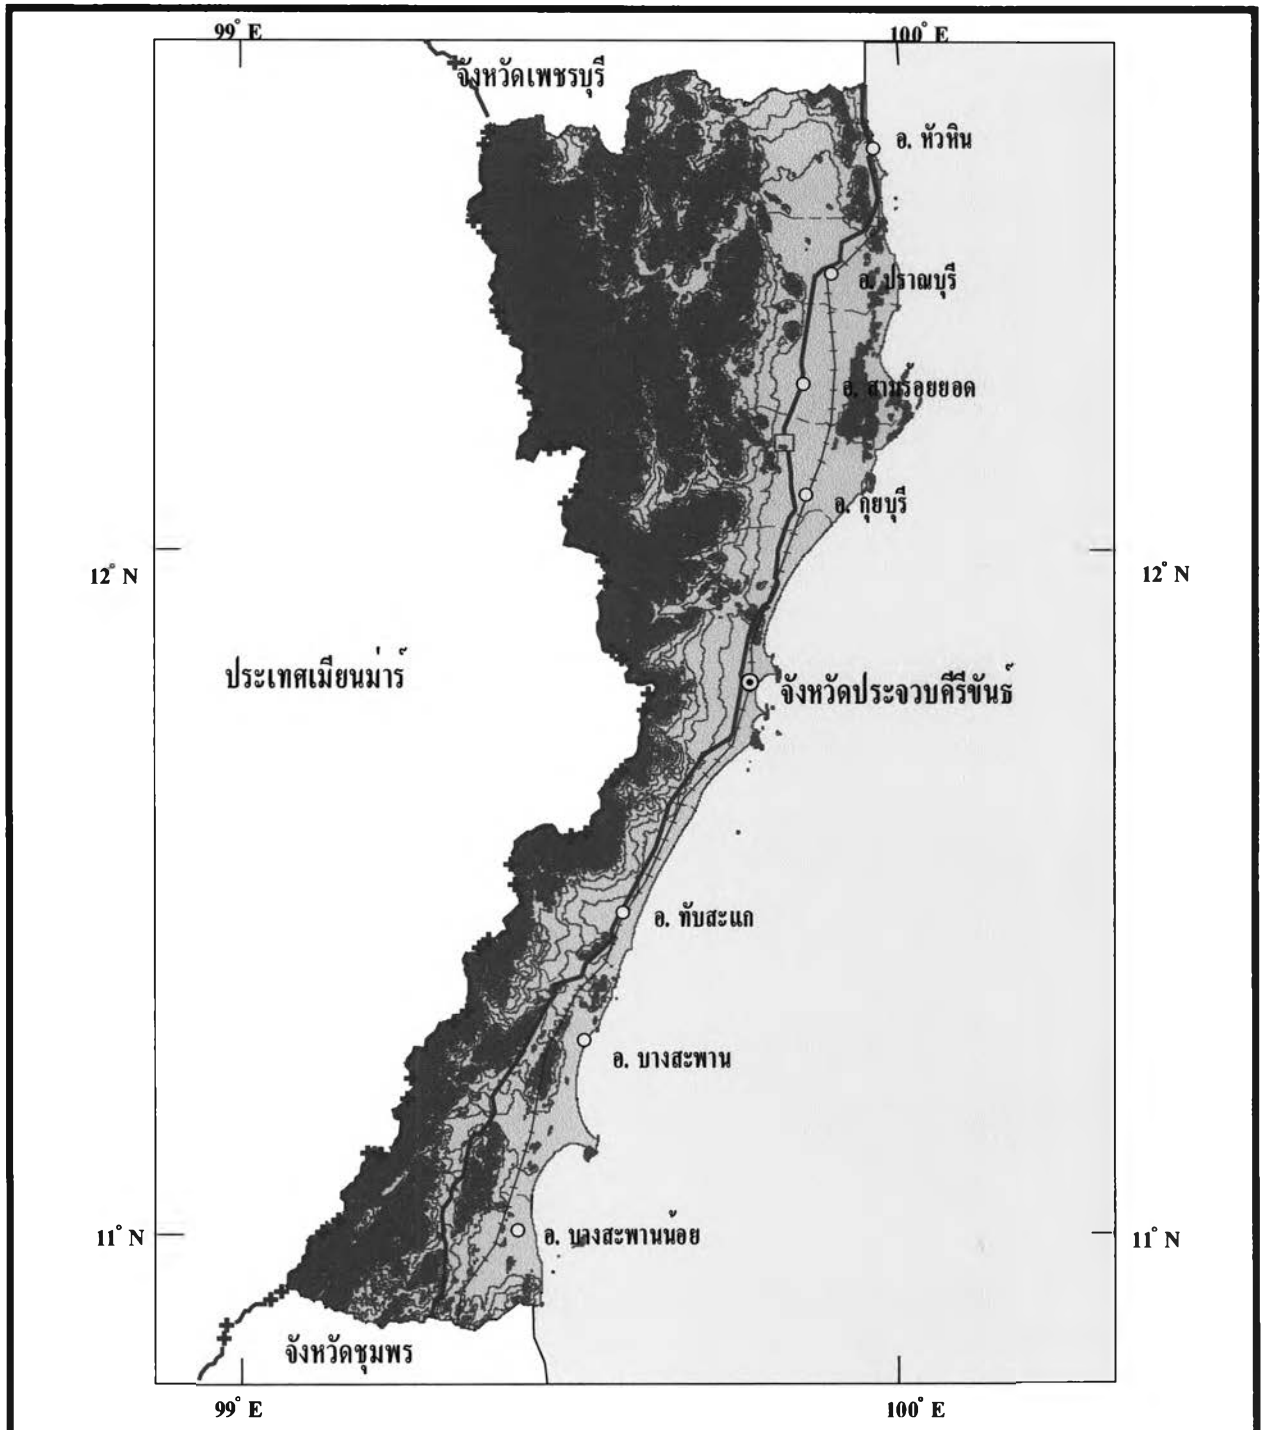 99° E
100° E
จังหวัดเพชรบุรี
อ. หัวหิน
อ. ปราณบุรี
อ. สามร้อยยอด
อ. กุยบุรี
12° N
12° N
ประเทศเมียนม่าร์
จังหวัดประจวบคีรีขันธ์
อ. ทับสะแก
อ. บางสะพาน
อ. บางสะพานน้อย
11° N
11° N
จังหวัดชุมพร
99° E
100° E